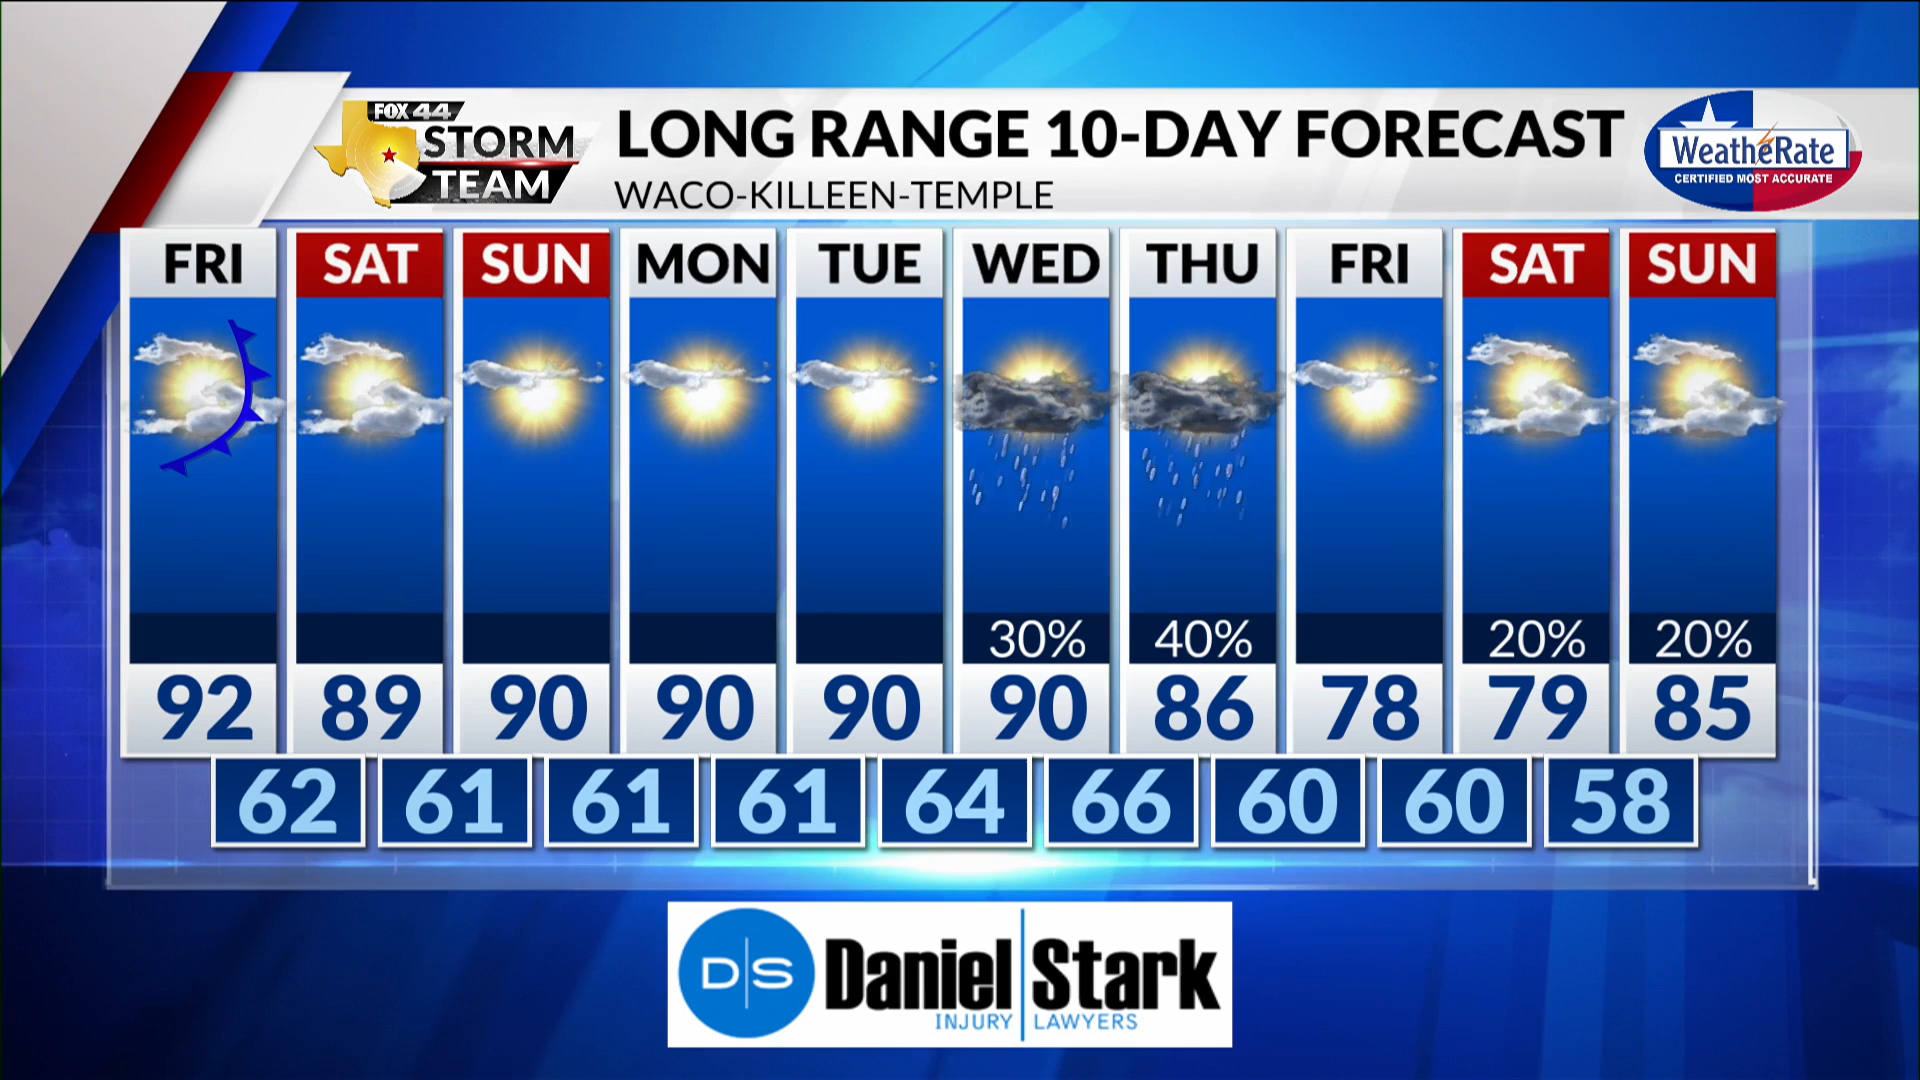 FOX 44
STORM
TEAM
LONG RANGE 10-DAY FORECAST
WACO-KILLEEN-TEMPLE
WeatheRate
CERTIFIED MOST ACCURATE
FRI SAT SUN MON TUE WED THU FRI SAT SUN
30% 40% 20% 20%
92 89 90 90 90 90 86 78 79 85
62 61 61 61 64 66 60 60 58
D|S
Daniel Stark
INJURY LAWYERS